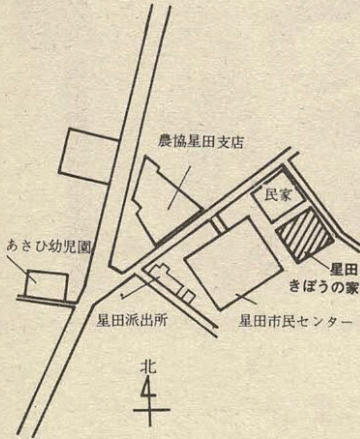 農協星田支店
民家
あさひ幼児園
星田
きぼうの家
星田派出所
星田市民センター
北